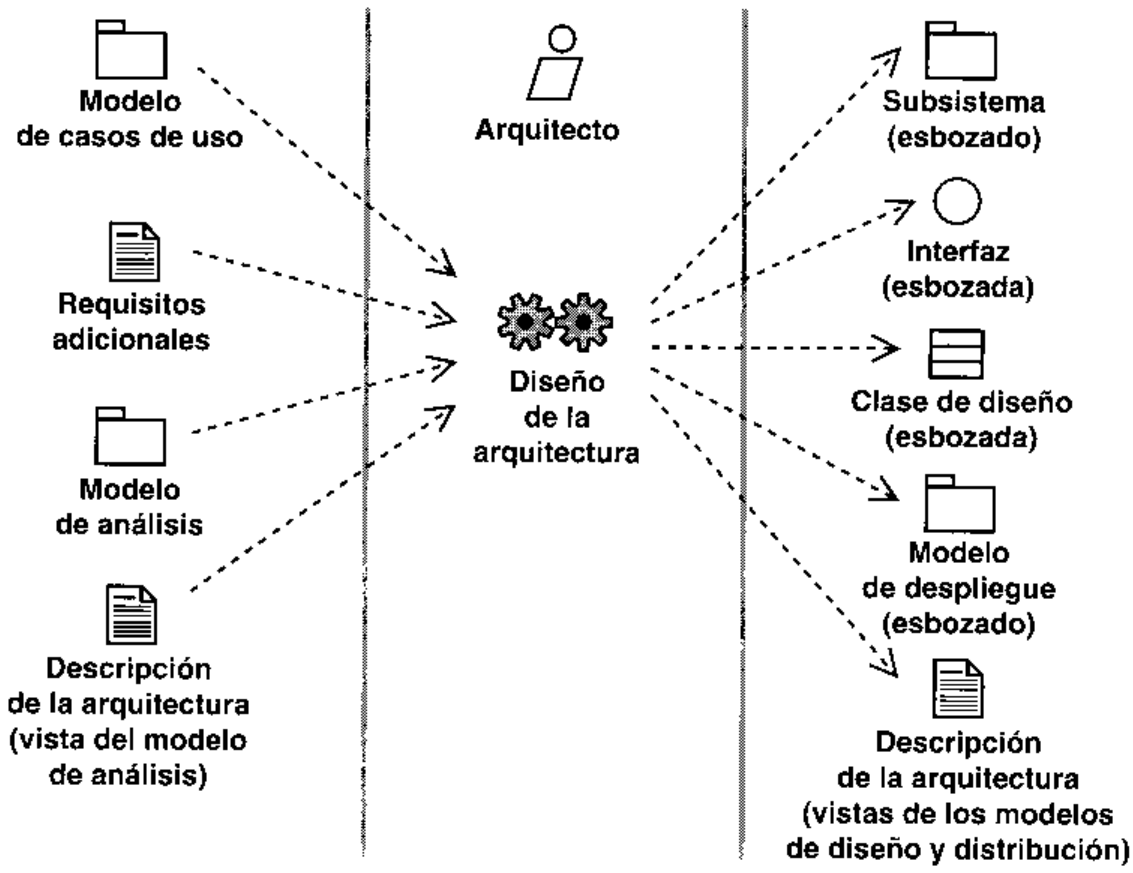 Modelo
de casos de uso
Requisitos
adicionales
Modelo
de análisis
Descripción
de la arquitectura
(vista del modelo
de análisis)
Arquitecto
Diseño
de la
arquitectura
Subsistema
(esbozado)
Interfaz
(esbozada)
Clase de diseño
(esbozada)
Modelo
de despliegue
(esbozado)
Descripción
de la arquitectura
(vistas de los modelos
de diseño y distribución)